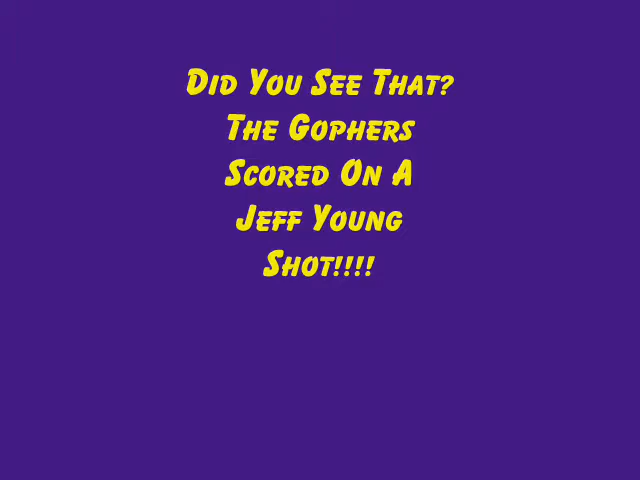 Did You See That?
The Gophers
Scored On A
Jeff Young
Shot!!!!